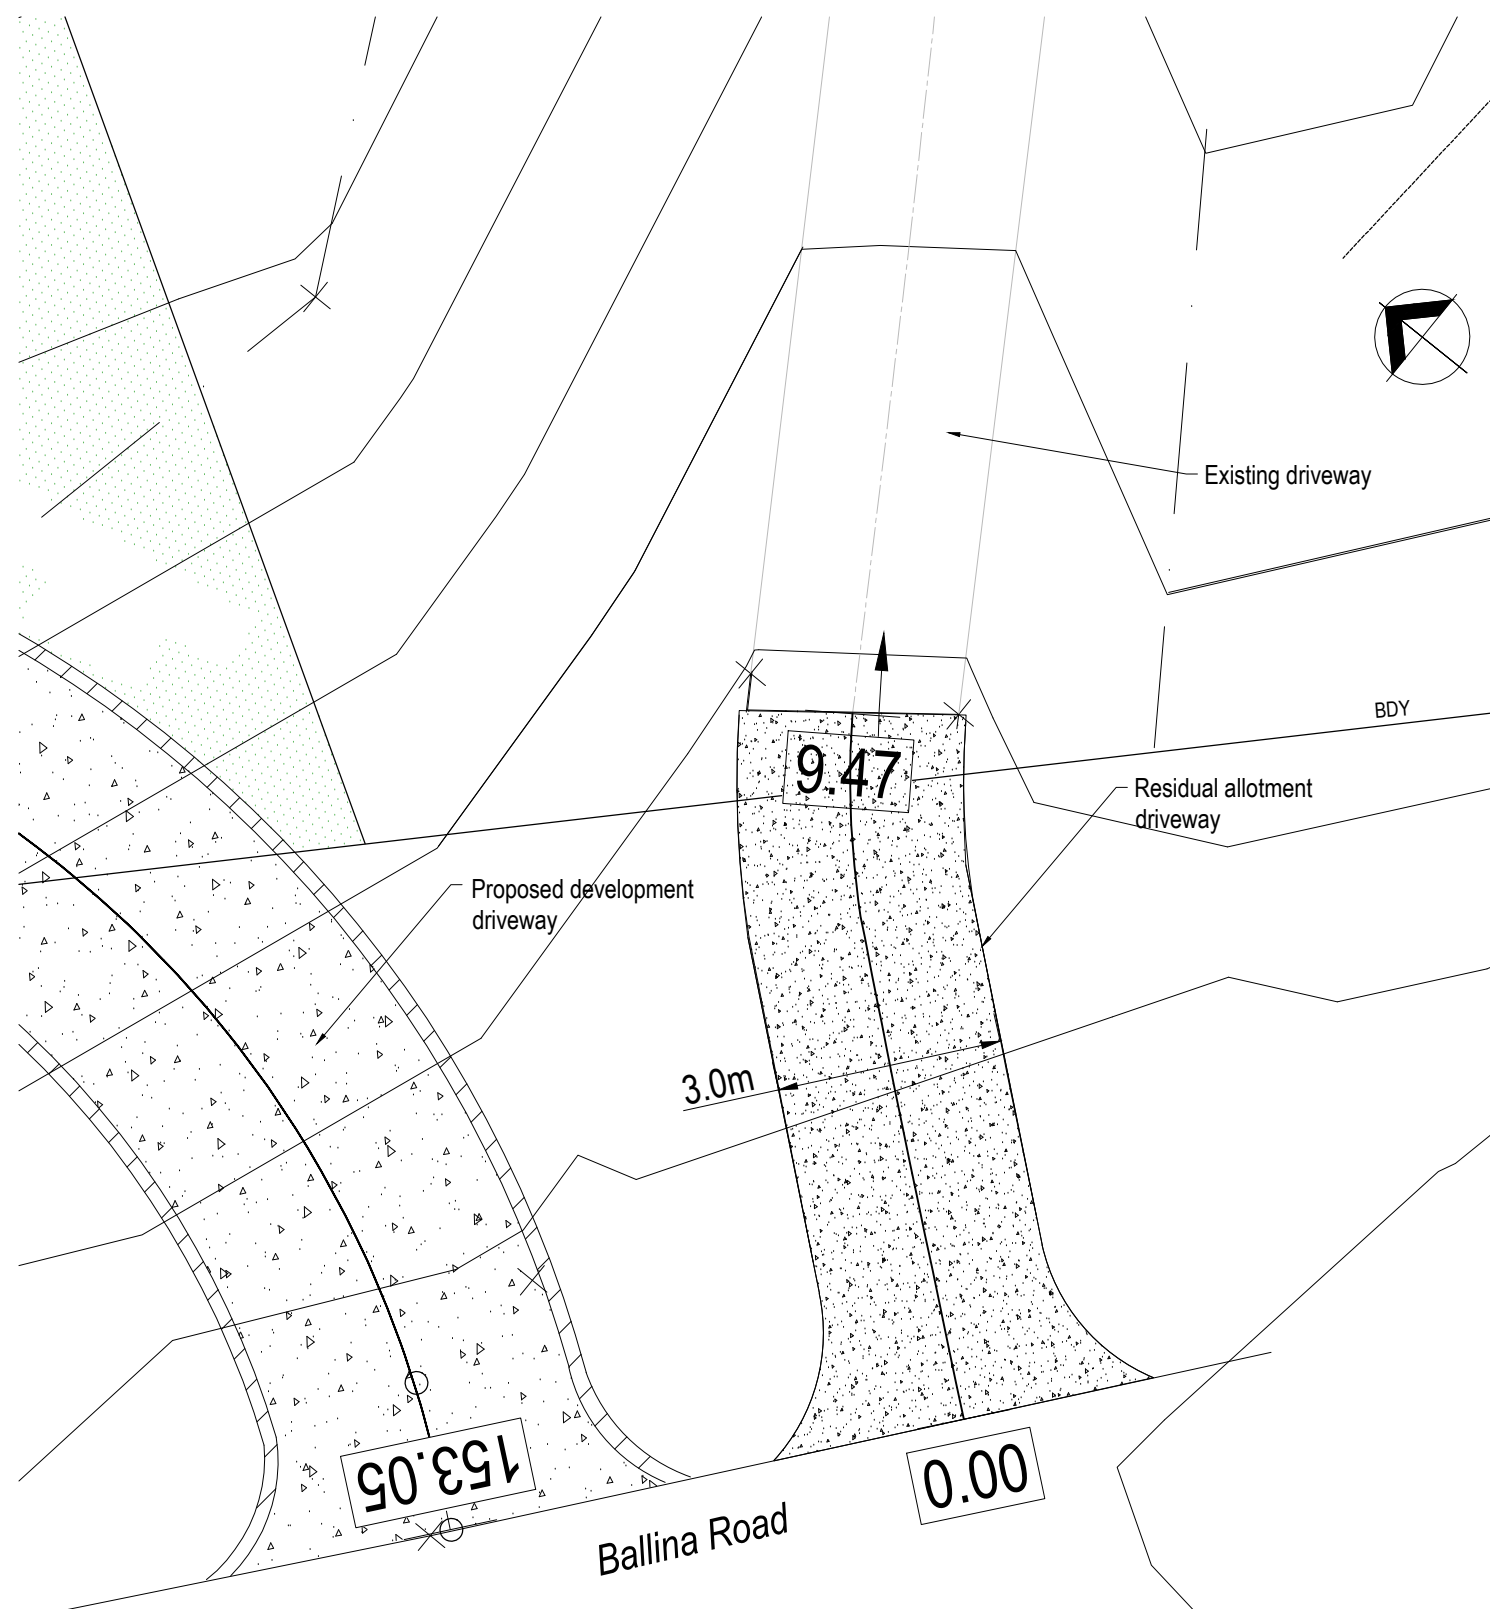 Existing driveway
BDY
9.47
Residual allotment
driveway
Proposed development
driveway
3.0m
153.05
0.00
Ballina Road